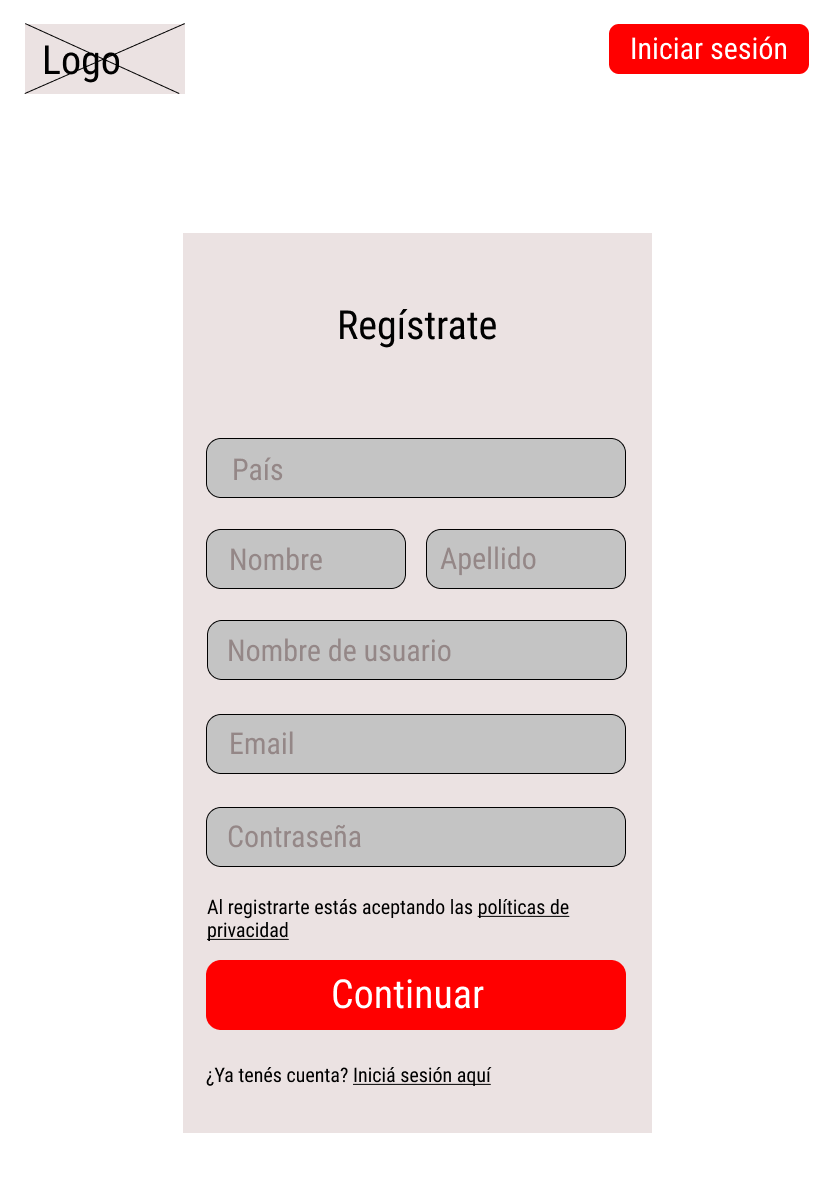 Logo
Iniciar sesión
Regístrate
País
Nombre
Apellido
Nombre de usuario
Email
Contraseña
Al registrarte estás aceptando las políticas de
privacidad
Continuar
¿Ya tenés cuenta? Iniciá sesión aquí